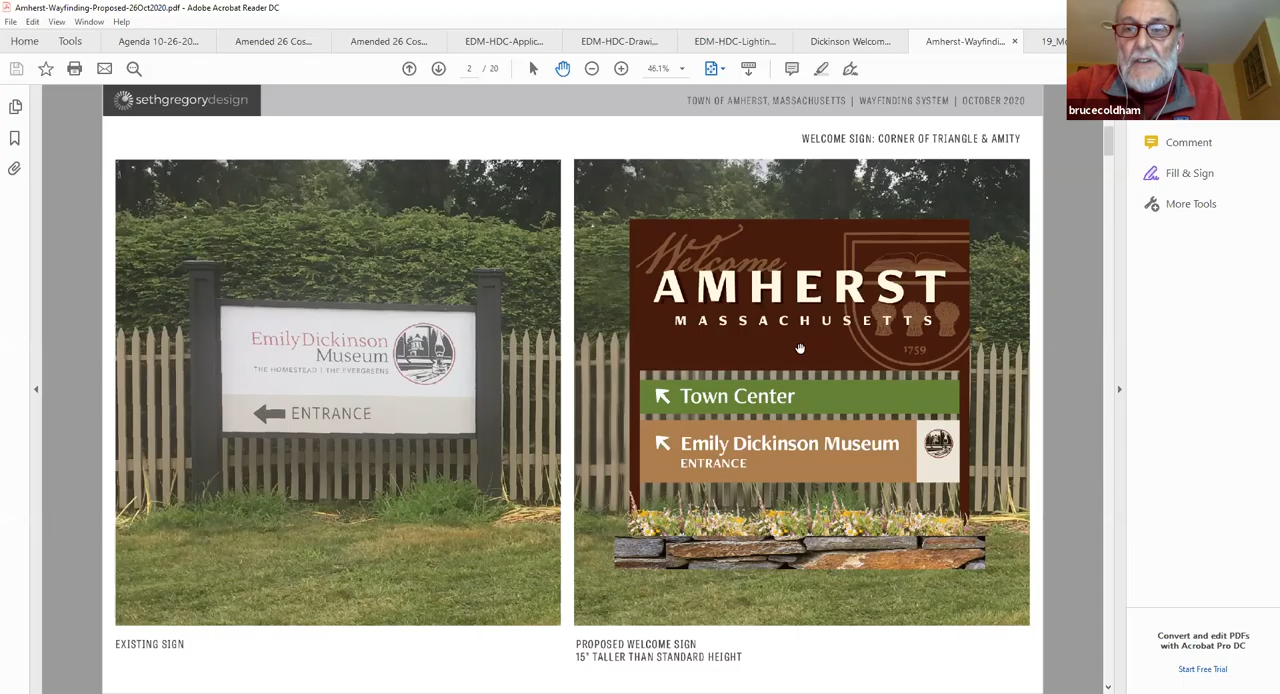 Amherst-Wayfinding-Proposed-26Oct2020.pdf - Adobe Acrobat Reader DC
File Edit View Window Help
Home Tools Agenda 10-26-20... Amended 26 Cos... Amended 26 Cos... EDM-HDC-Applic... EDM-HDC-Drawi... EDM-HDC-Lightin... Dickinson Welcom... Amherst-Wayfindi... × 19_Mo
2 / 20 46.1%
brucecoldham
sethgregorydesign
TOWN OF AMHERST, MASSACHUSETTS | WAYFINDING SYSTEM | OCTOBER 2020
WELCOME SIGN: CORNER OF TRIANGLE & AMITY
EmilyDickinson
Museum
THE HOMESTEAD | THE EVERGREENS
ENTRANCE
Welcome
AMHERST
MASSACHUSETTS
1759
Town Center
Emily Dickinson Museum
ENTRANCE
EXISTING SIGN
PROPOSED WELCOME SIGN
15" TALLER THAN STANDARD HEIGHT
Comment
Fill & Sign
More Tools
Convert and edit PDFs
with Acrobat Pro DC
Start Free Trial